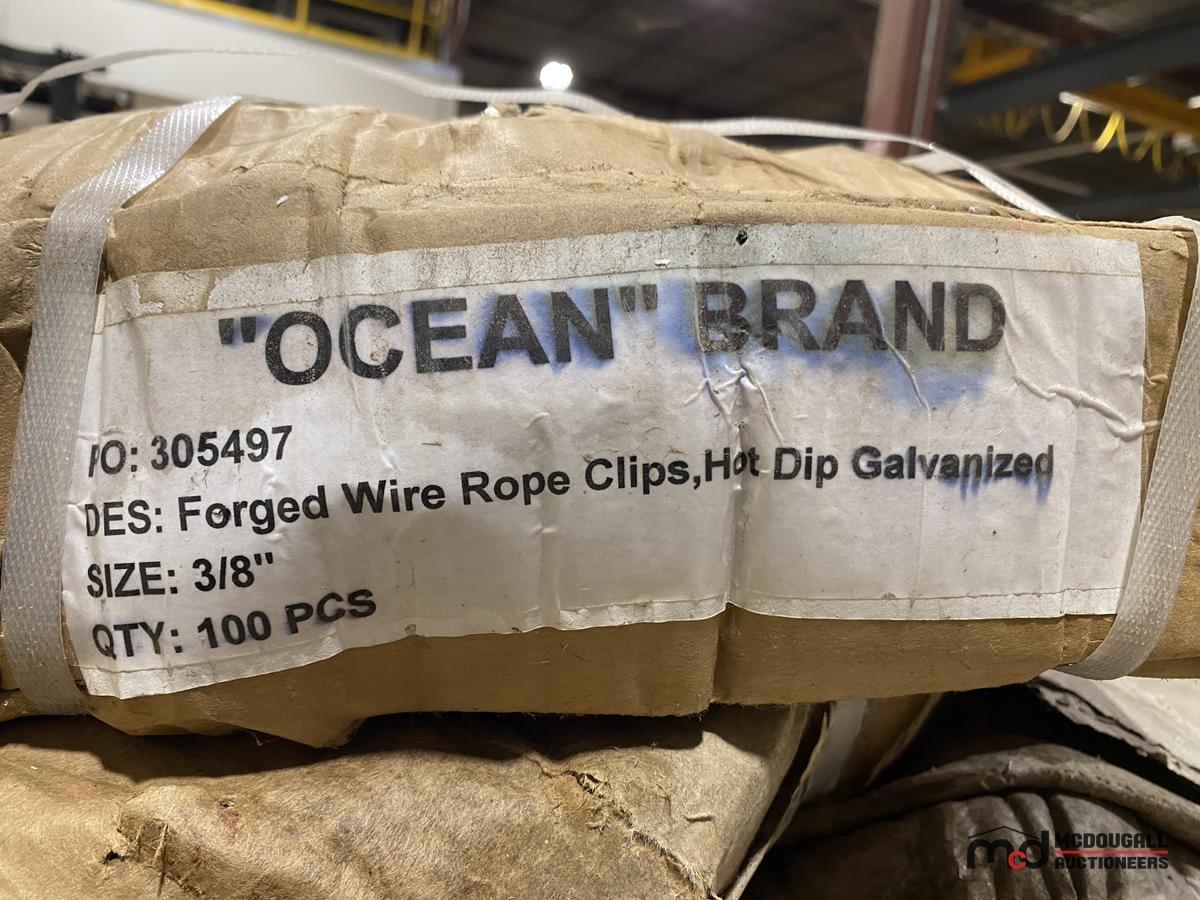 "OCEAN" BRAND
PO: 305497
DES: Forged Wire Rope Clips,Hot Dip Galvanized
SIZE: 3/8"
QTY: 100 PCS
mcd MCDOUGALL
AUCTIONEERS